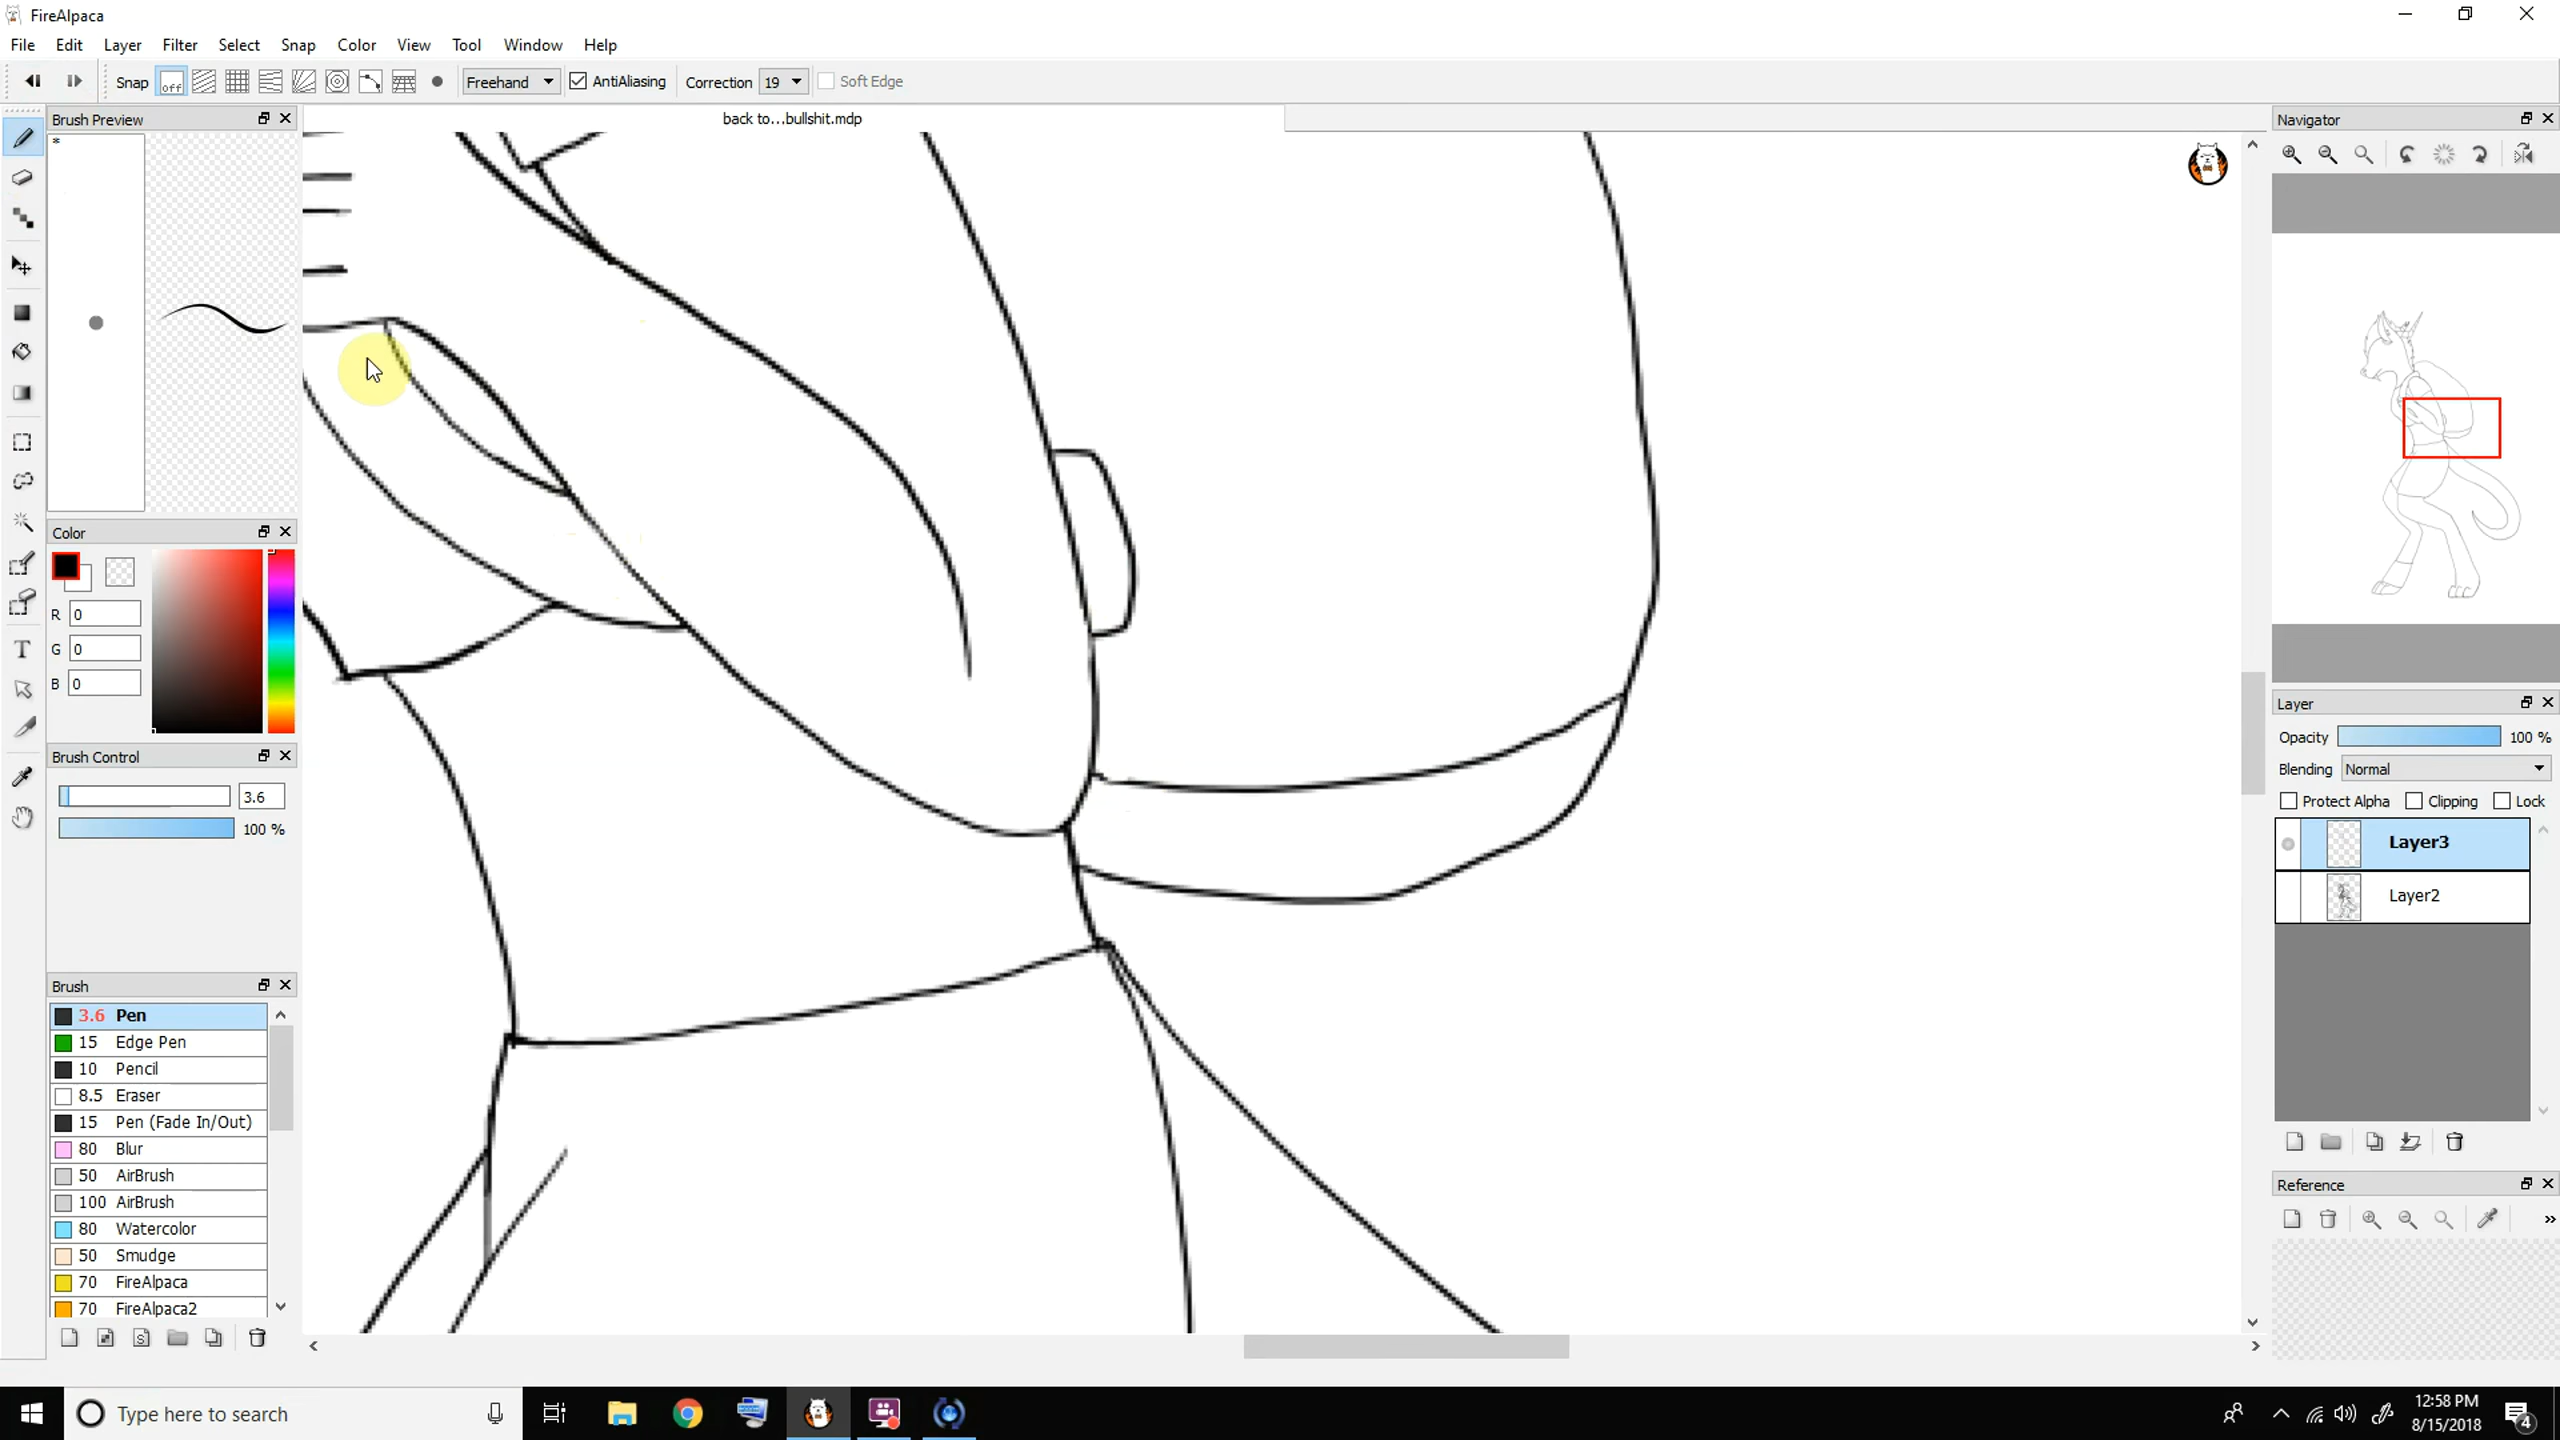 FireAlpaca
File Edit Layer Filter Select Snap Color View Tool Window Help
Snap off Freehand AntiAliasing Correction 19 Soft Edge
Brush Preview
back to...bullshit.mdp
Navigator
*
Color
R 0
G 0
B 0
Brush Control
3.6
100 %
Brush
3.6 Pen
15 Edge Pen
10 Pencil
8.5 Eraser
15 Pen (Fade In/Out)
80 Blur
50 AirBrush
100 AirBrush
80 Watercolor
50 Smudge
70 FireAlpaca
70 FireAlpaca2
Layer
Opacity 100 %
Blending Normal
Protect Alpha Clipping Lock
Layer3
Layer2
Reference
Type here to search
12:58 PM
8/15/2018
4